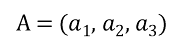 A = (a₁, a₂, a₃)